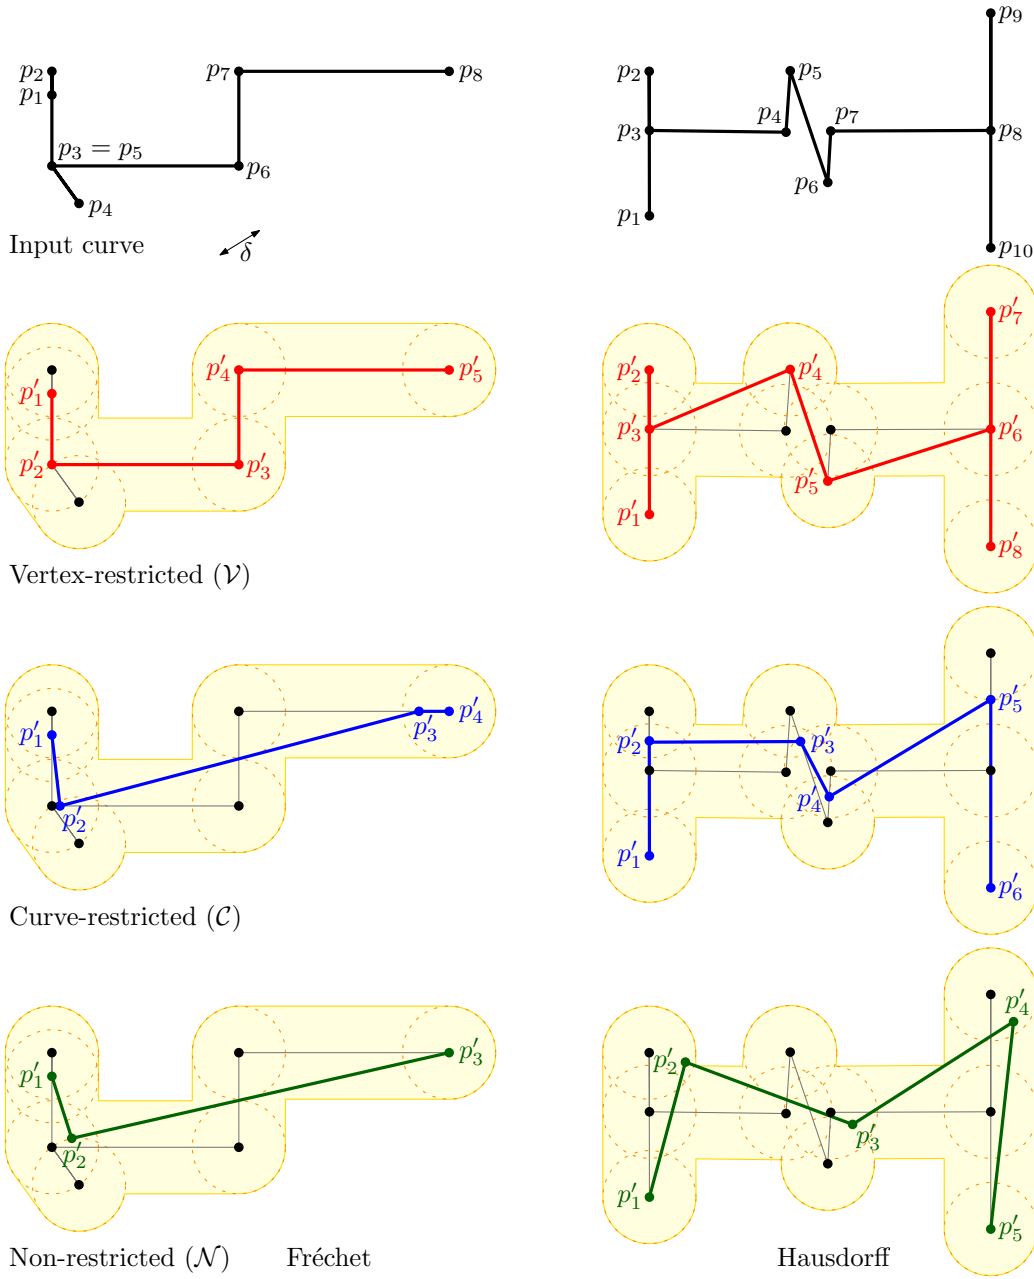 p9
p2 p7 p8 p2 p5
p1
p3 = p5 p6 p3 p4 p7 p8
p4 p6
p1
Input curve δ p10
p′7
p′1 p′4 p′5 p′2 p′4
p′2 p′3 p′3 p′6
p′5
p′1 p′8
Vertex-restricted (𝒱)
p′1 p′3 p′4 p′2 p′3 p′5
p′2 p′4
p′1 p′6
Curve-restricted (𝒞)
p′4
p′1 p′3 p′2
p′2 p′3
p′1 p′5
Non-restricted (𝒩) Fréchet Hausdorff